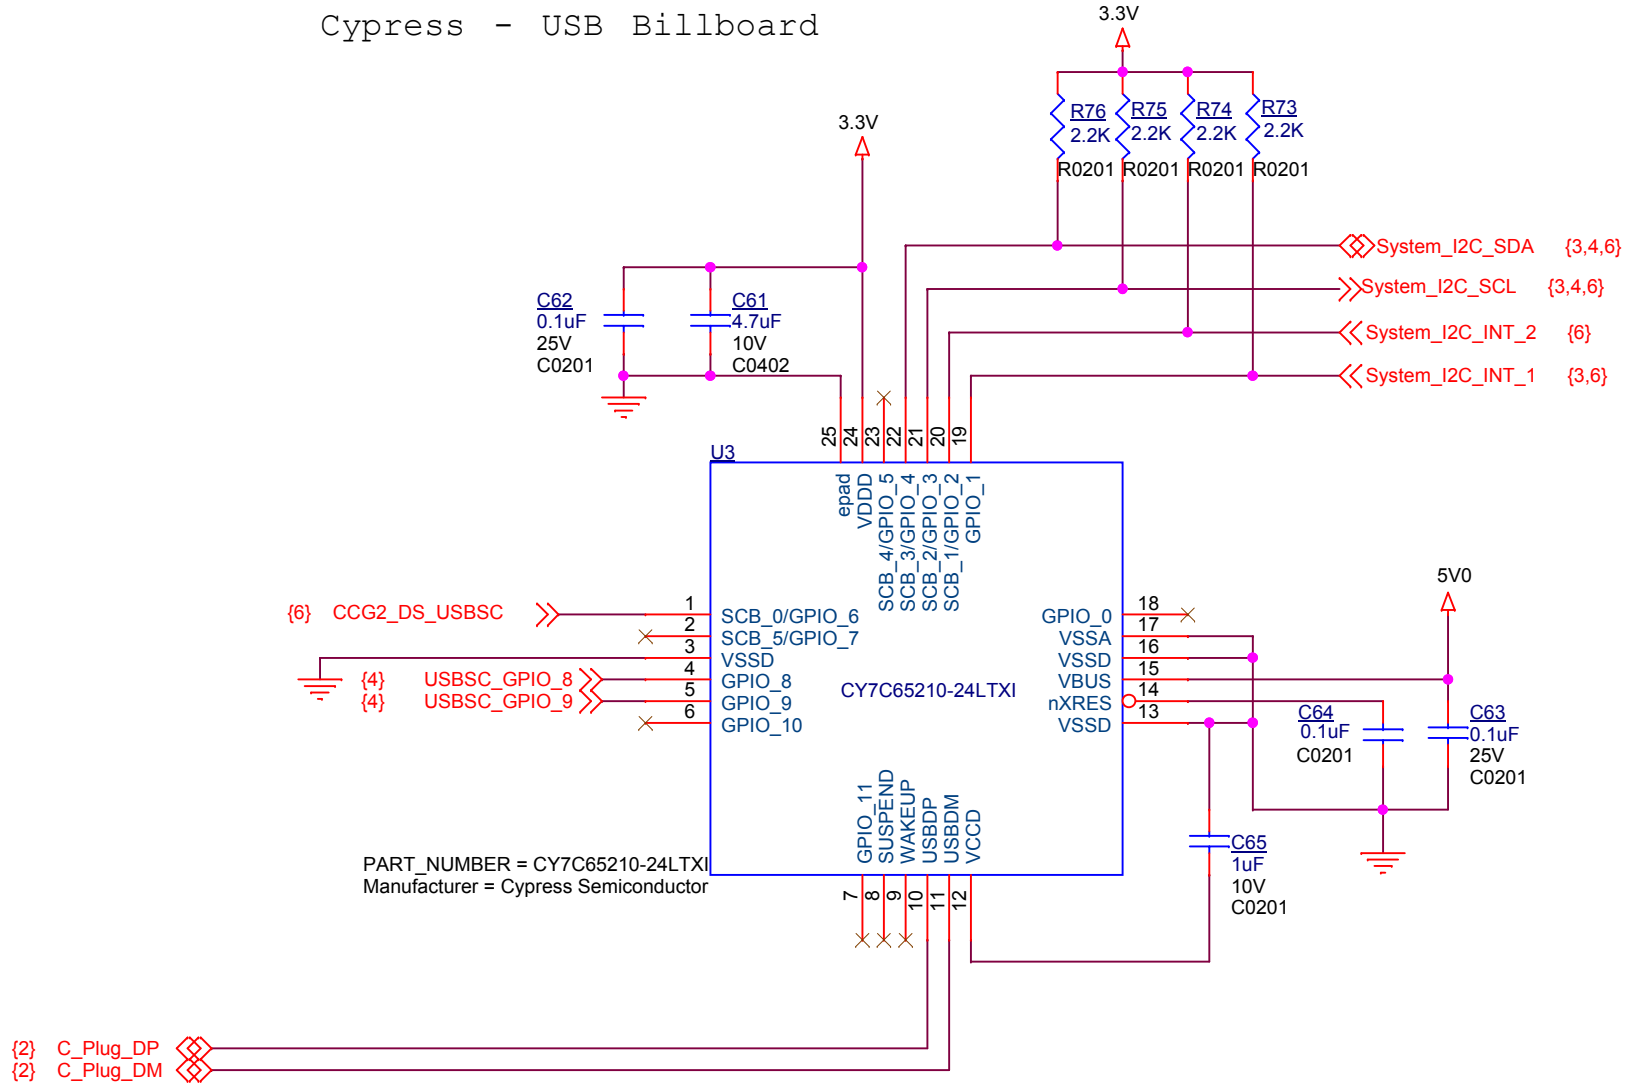 Cypress - USB Billboard
3.3V
R76
2.2K
R0201
R75
2.2K
R0201
R74
2.2K
R0201
R73
2.2K
R0201
3.3V
System_I2C_SDA {3,4,6}
System_I2C_SCL {3,4,6}
System_I2C_INT_2 {6}
System_I2C_INT_1 {3,6}
C62
0.1uF
25V
C0201
C61
4.7uF
10V
C0402
25
24
23
22
21
20
19
U3
epad
VDDD
SCB_4/GPIO_5
SCB_3/GPIO_4
SCB_2/GPIO_3
SCB_1/GPIO_2
GPIO_1
{6} CCG2_DS_USBSC
{4} USBSC_GPIO_8
{4} USBSC_GPIO_9
1
2
3
4
5
6
SCB_0/GPIO_6
SCB_5/GPIO_7
VSSD
GPIO_8
GPIO_9
GPIO_10
CY7C65210-24LTXI
GPIO_0
VSSA
VSSD
VBUS
nXRES
VSSD
18
17
16
15
14
13
5V0
C64
0.1uF
C0201
C63
0.1uF
25V
C0201
GPIO_11
SUSPEND
WAKEUP
USBDP
USBDM
VCCD
7
8
9
10
11
12
C65
1uF
10V
C0201
PART_NUMBER = CY7C65210-24LTXI
Manufacturer = Cypress Semiconductor
{2} C_Plug_DP
{2} C_Plug_DM